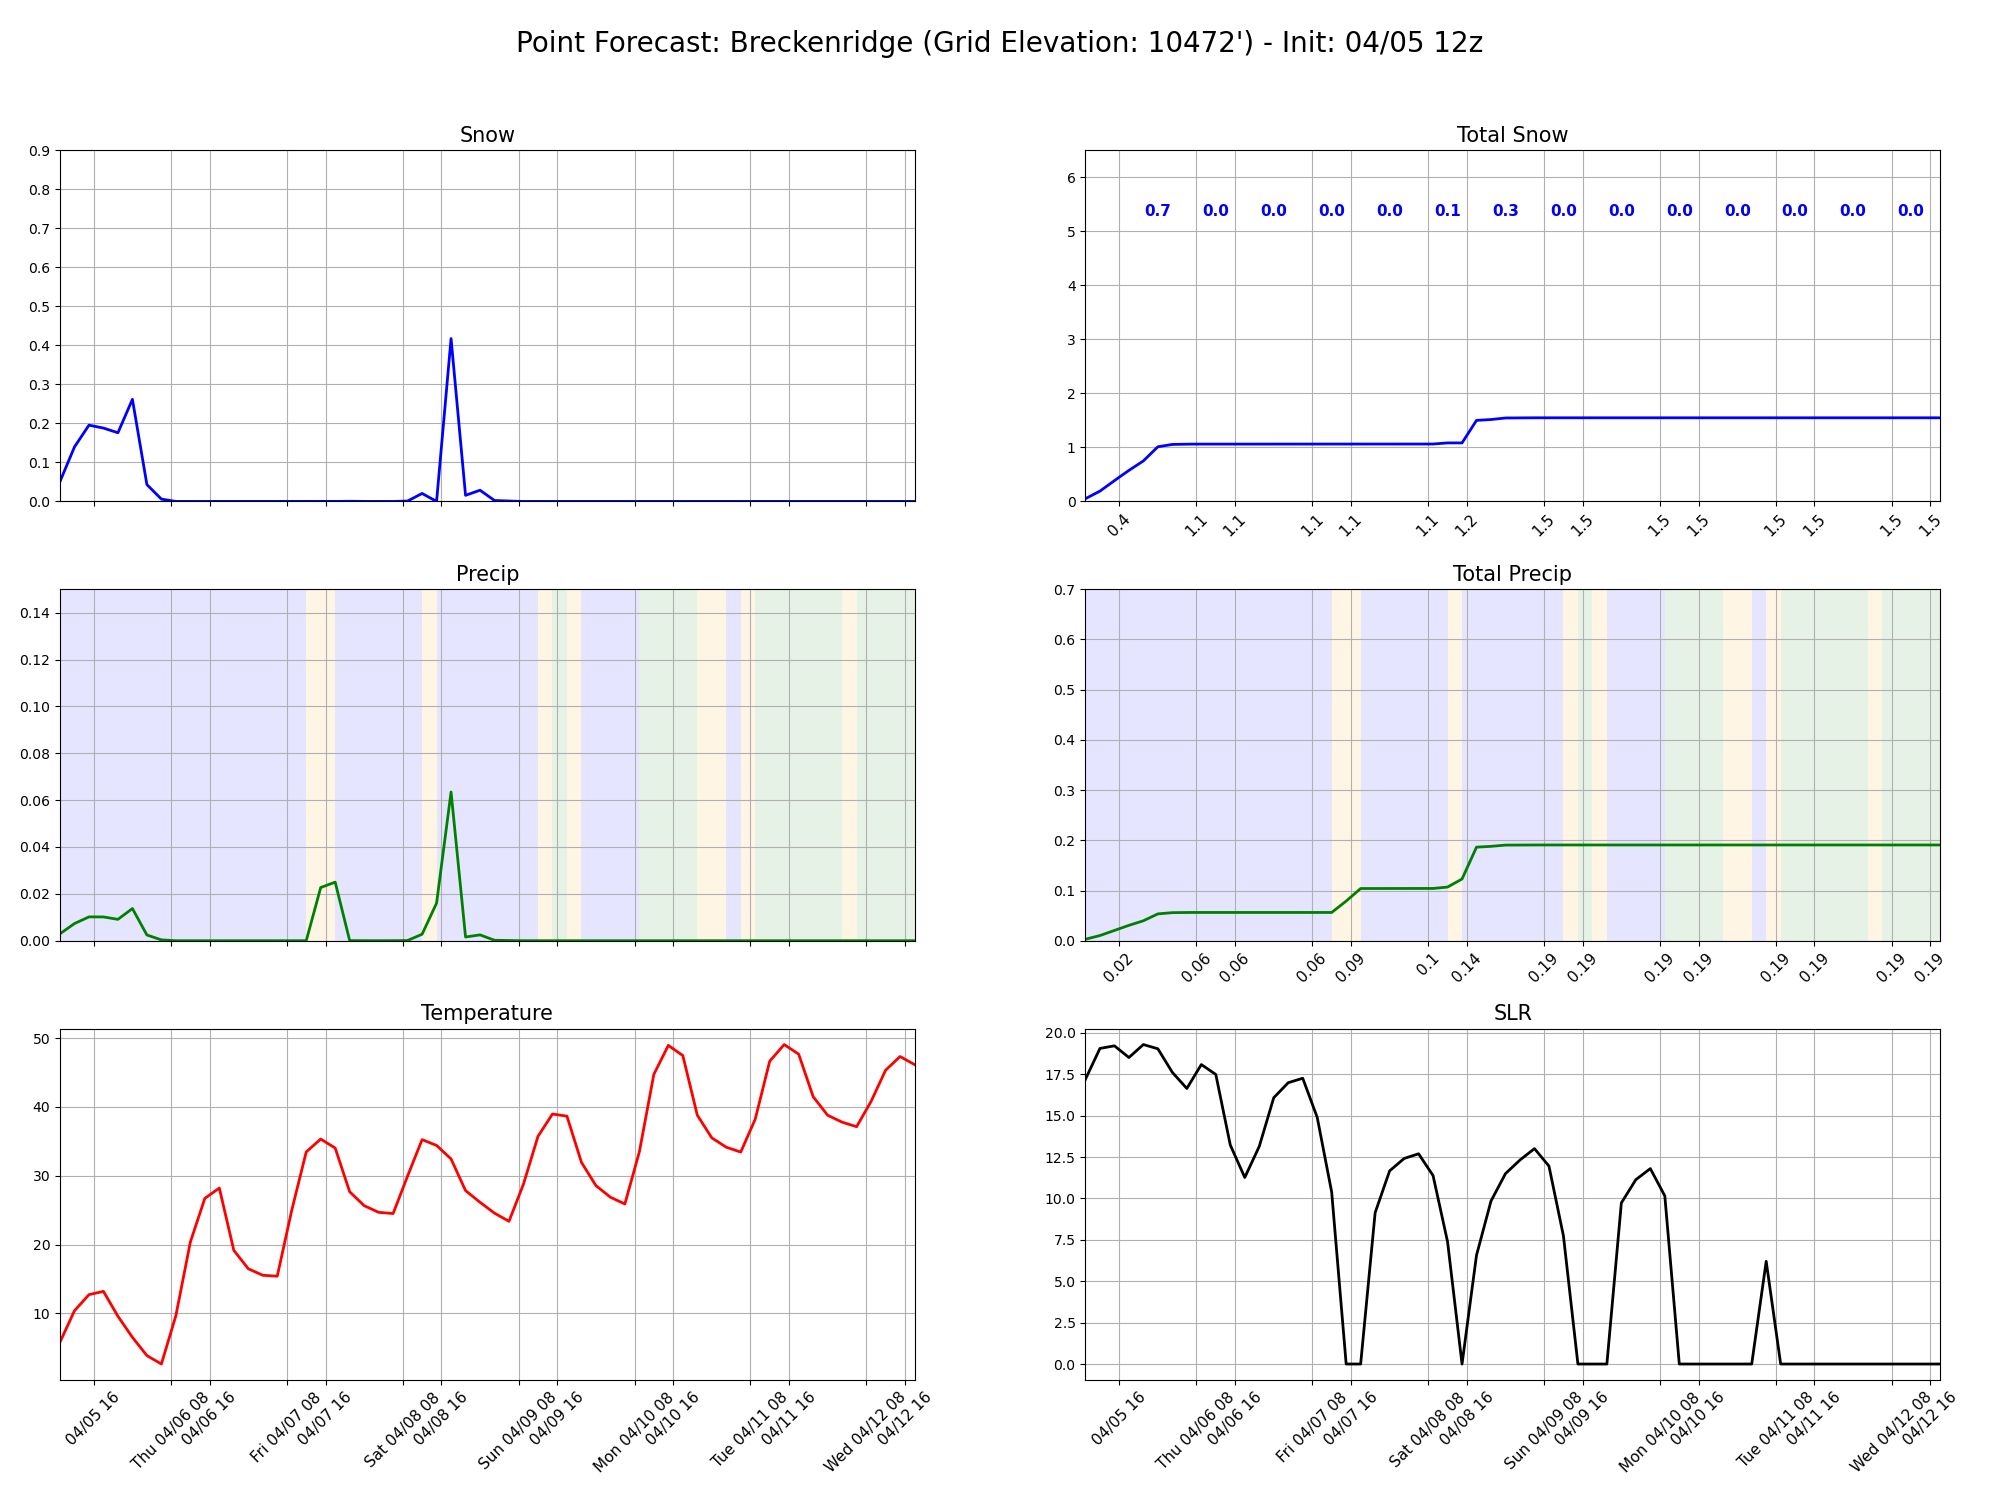 Point Forecast: Breckenridge (Grid Elevation: 10472') - Init: 04/05 12z
Snow
0.9
0.8
0.7
0.6
0.5
0.4
0.3
0.2
0.1
0.0
Total Snow
6
5
4
3
2
1
0
0.7 0.0 0.0 0.0 0.0 0.1 0.3 0.0 0.0 0.0 0.0 0.0 0.0 0.0
0.4 1.1 1.1 1.1 1.1 1.1 1.2 1.5 1.5 1.5 1.5 1.5 1.5 1.5 1.5
Precip
0.14
0.12
0.10
0.08
0.06
0.04
0.02
0.00
Total Precip
0.7
0.6
0.5
0.4
0.3
0.2
0.1
0.0
0.02 0.06 0.06 0.06 0.09 0.1 0.14 0.19 0.19 0.19 0.19 0.19 0.19 0.19 0.19
Temperature
50
40
30
20
10
04/05 16
Thu 04/06 08
04/06 16
Fri 04/07 08
04/07 16
Sat 04/08 08
04/08 16
Sun 04/09 08
04/09 16
Mon 04/10 08
04/10 16
Tue 04/11 08
04/11 16
Wed 04/12 08
04/12 16
SLR
20.0
17.5
15.0
12.5
10.0
7.5
5.0
2.5
0.0
04/05 16
Thu 04/06 08
04/06 16
Fri 04/07 08
04/07 16
Sat 04/08 08
04/08 16
Sun 04/09 08
04/09 16
Mon 04/10 08
04/10 16
Tue 04/11 08
04/11 16
Wed 04/12 08
04/12 16